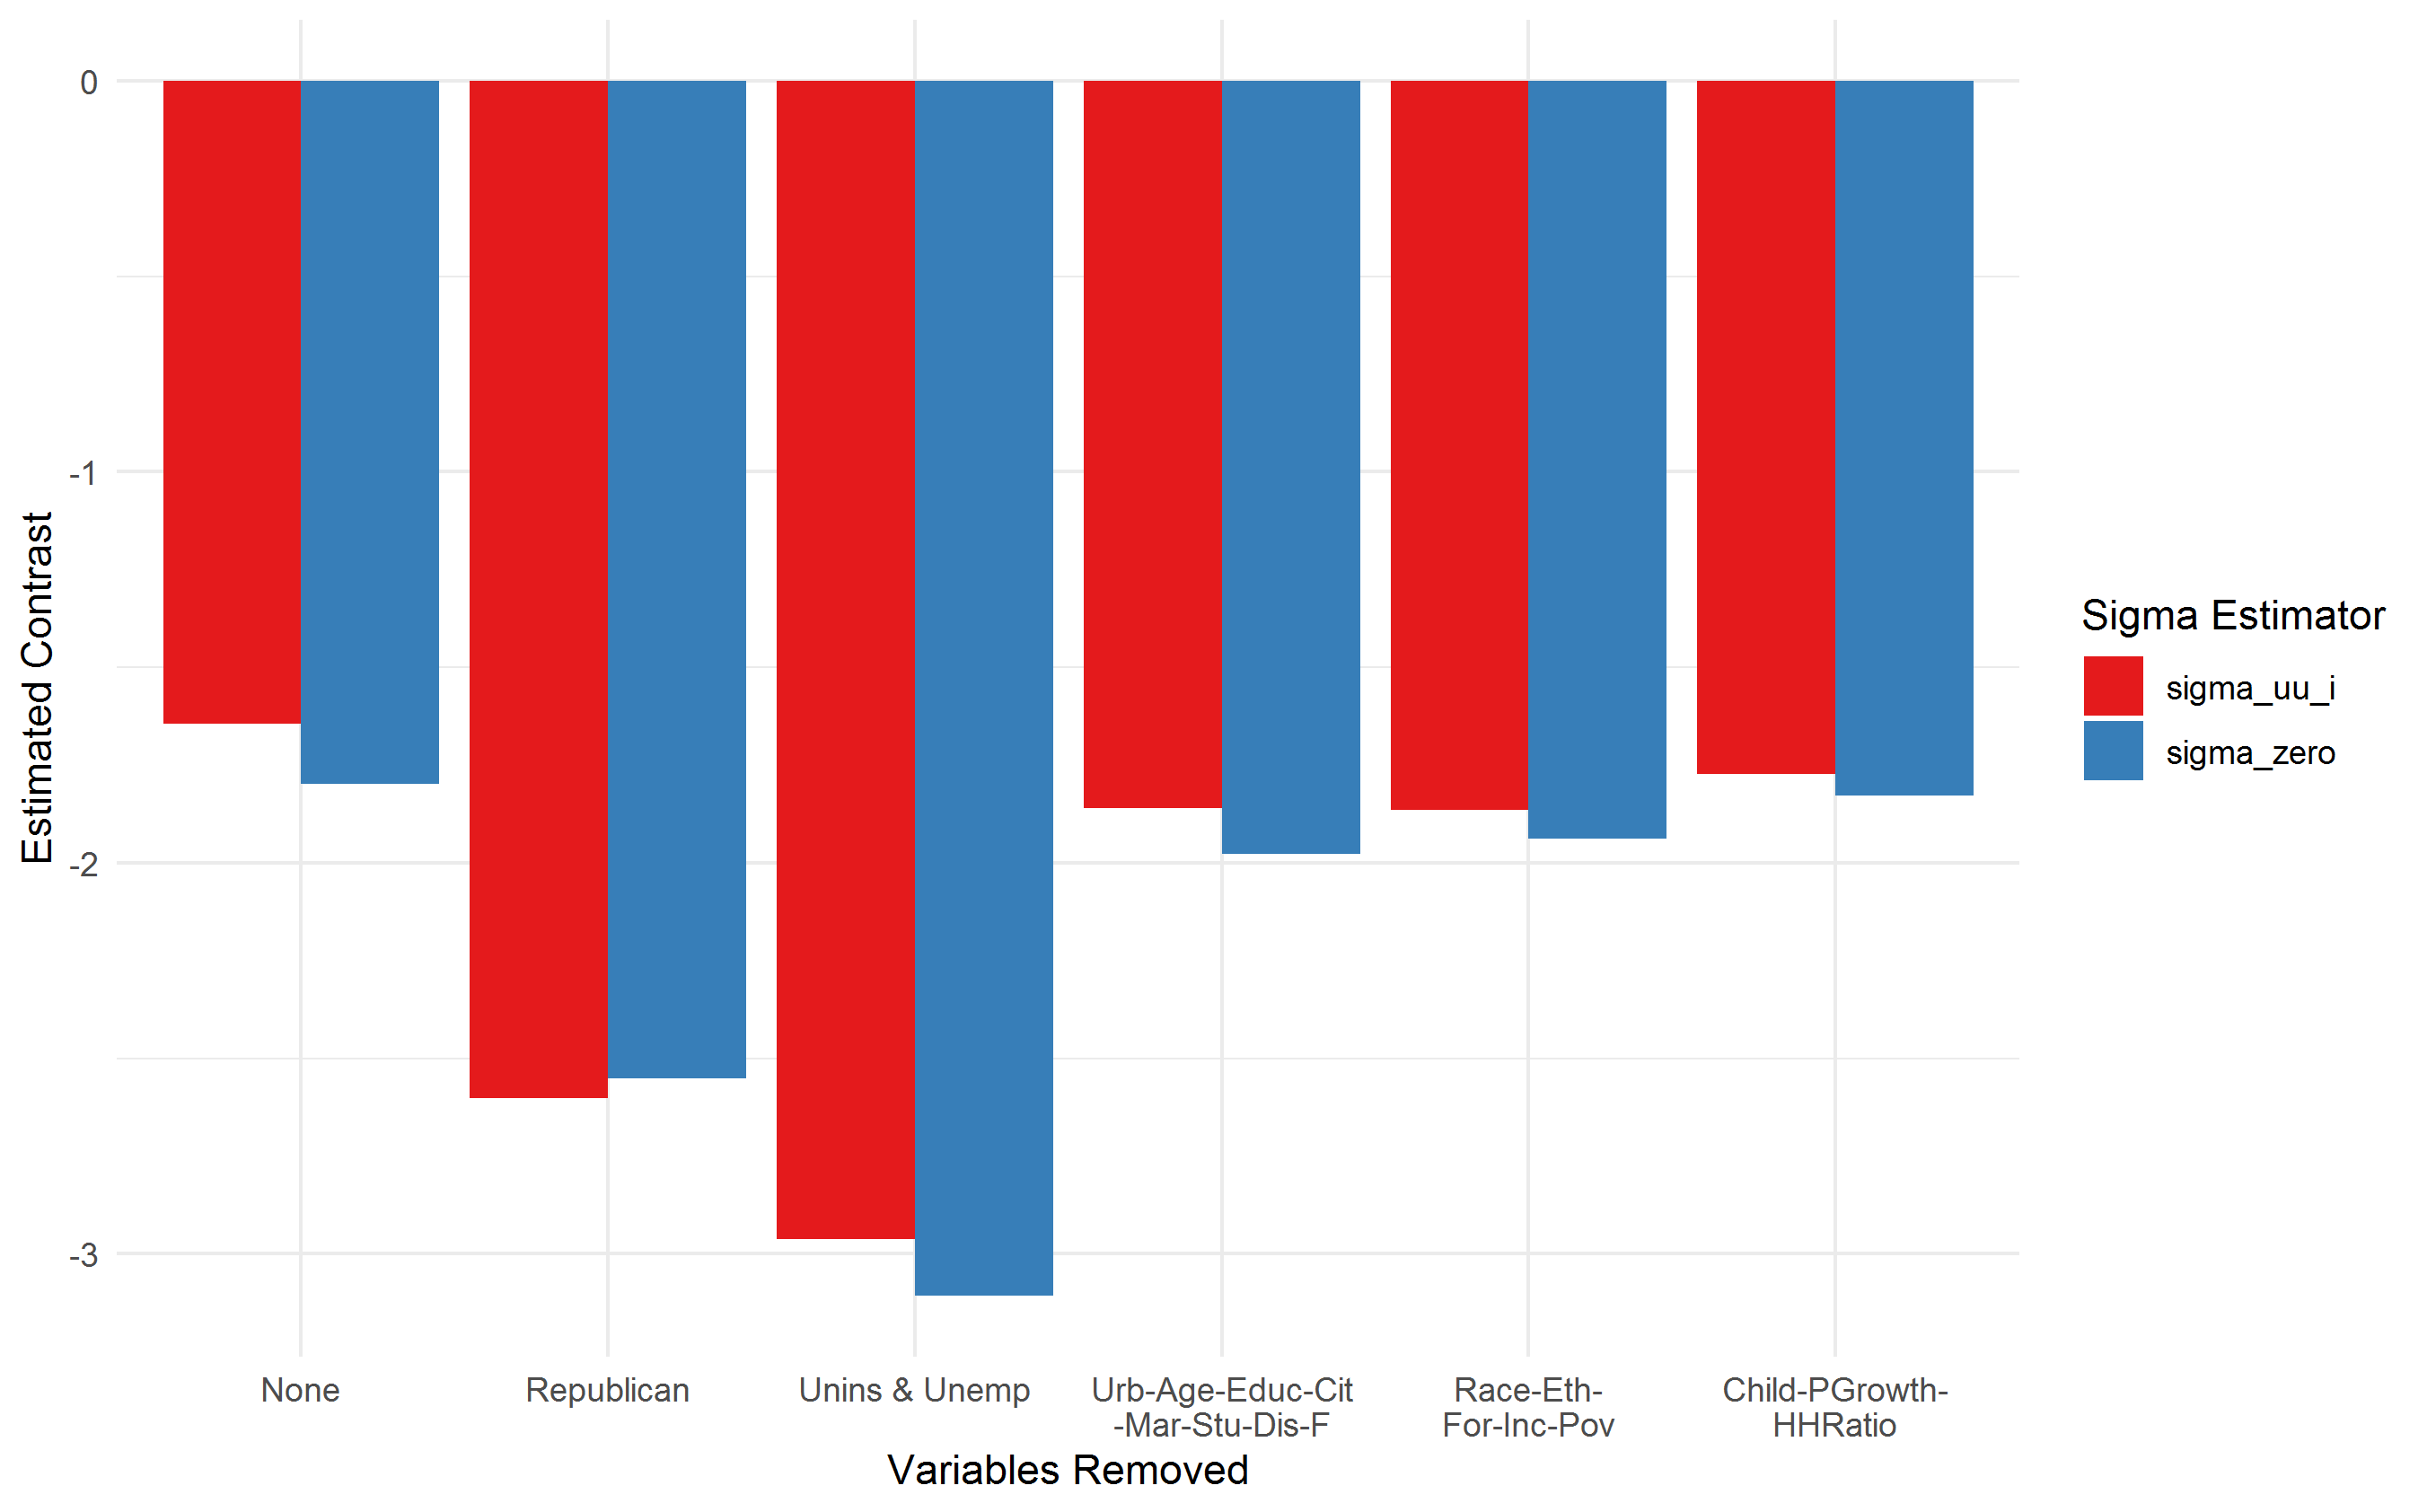 0
-1
-2
-3
Estimated Contrast
None
Republican
Unins & Unemp
Urb-Age-Educ-Cit
-Mar-Stu-Dis-F
Race-Eth-
For-Inc-Pov
Child-PGrowth-
HHRatio
Variables Removed
Sigma Estimator
sigma_uu_i
sigma_zero